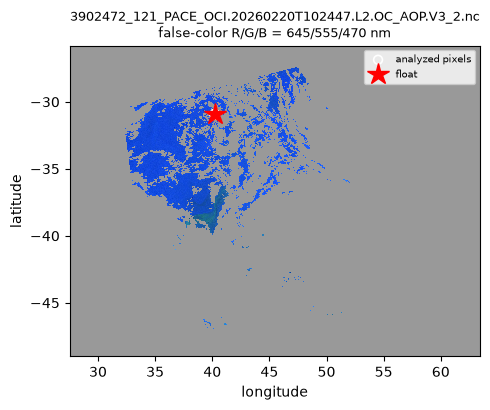 3902472_121_PACE_OCI.20260220T102447.L2.OC_AOP.V3_2.nc
false-color R/G/B = 645/555/470 nm
analyzed pixels
float
−30
−35
−40
−45
latitude
30 35 40 45 50 55 60
longitude